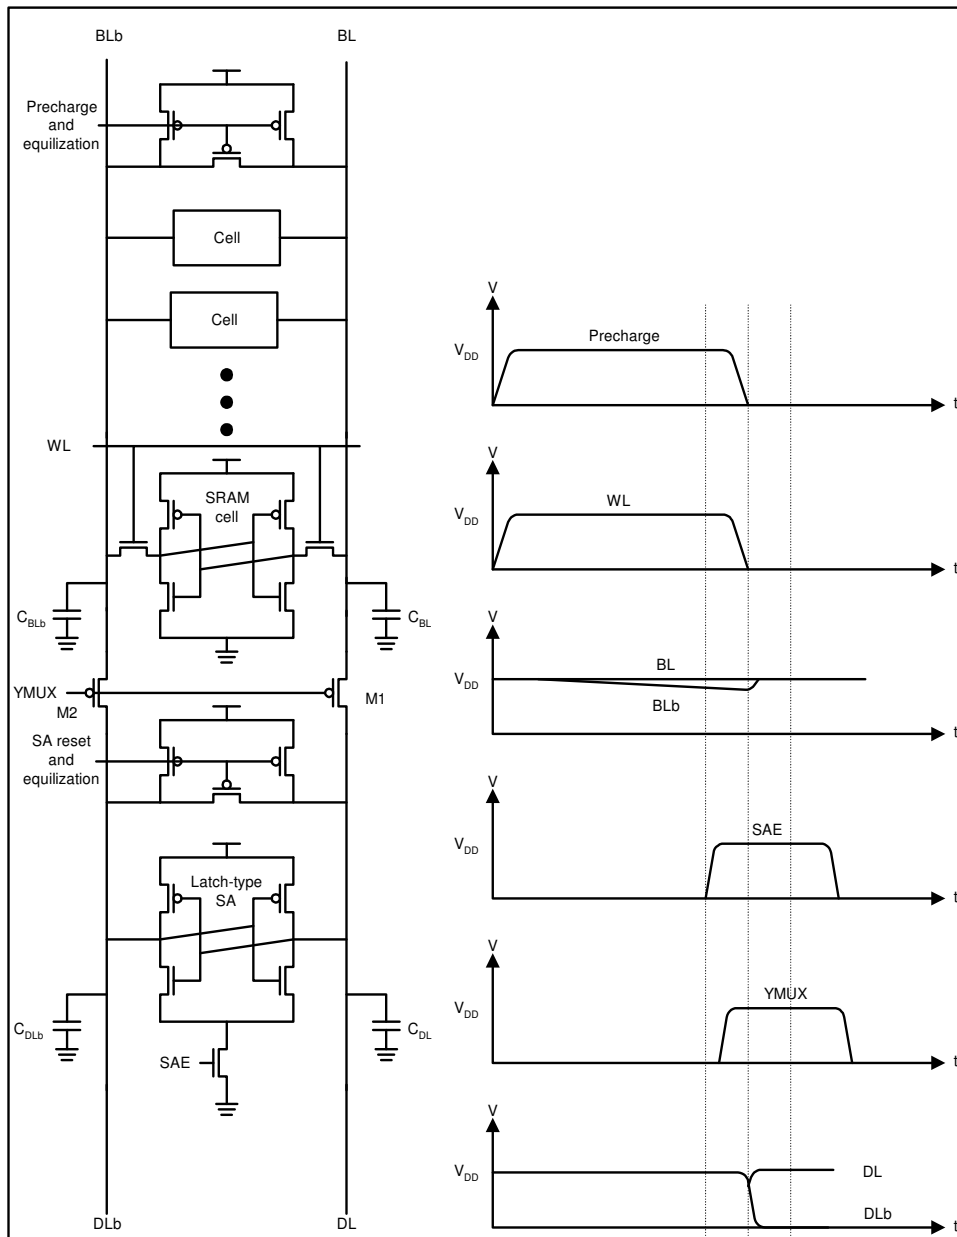 BLb
BL
Precharge
and
equilization
Cell
Cell
WL
SRAM
cell
C_BLb
C_BL
YMUX
M2
M1
SA reset
and
equilization
Latch-type
SA
C_DLb
C_DL
SAE
DLb
DL
V
V_DD
Precharge
t
V
V_DD
WL
t
V
V_DD
BL
BLb
t
V
V_DD
SAE
t
V
V_DD
YMUX
t
V
V_DD
DL
DLb
t